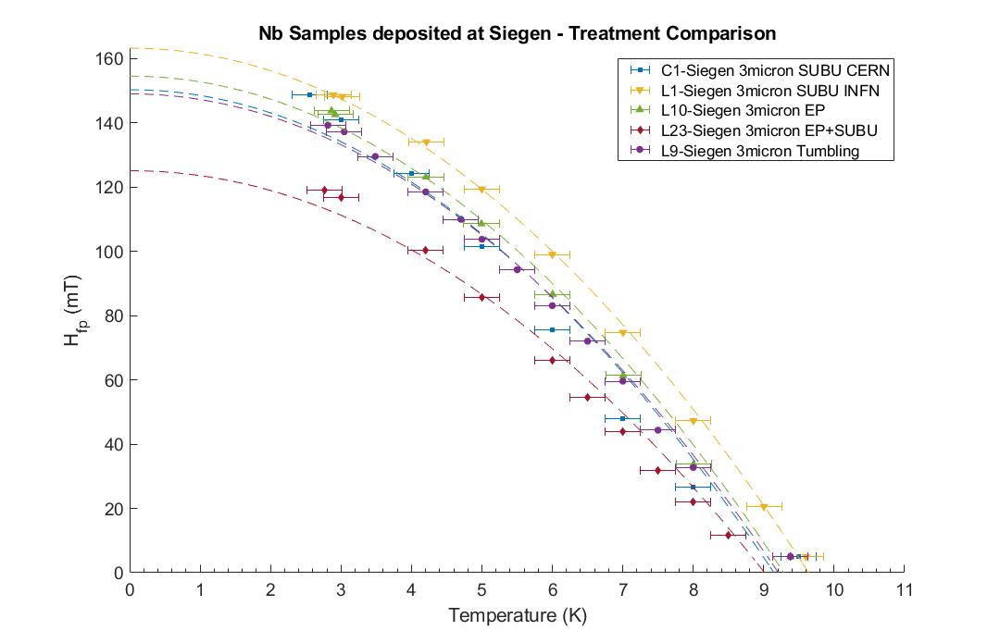 Nb Samples deposited at Siegen - Treatment Comparison
160
140
120
100
80
60
40
20
0
H_fp (mT)
C1-Siegen 3micron SUBU CERN
L1-Siegen 3micron SUBU INFN
L10-Siegen 3micron EP
L23-Siegen 3micron EP+SUBU
L9-Siegen 3micron Tumbling
0 1 2 3 4 5 6 7 8 9 10 11
Temperature (K)